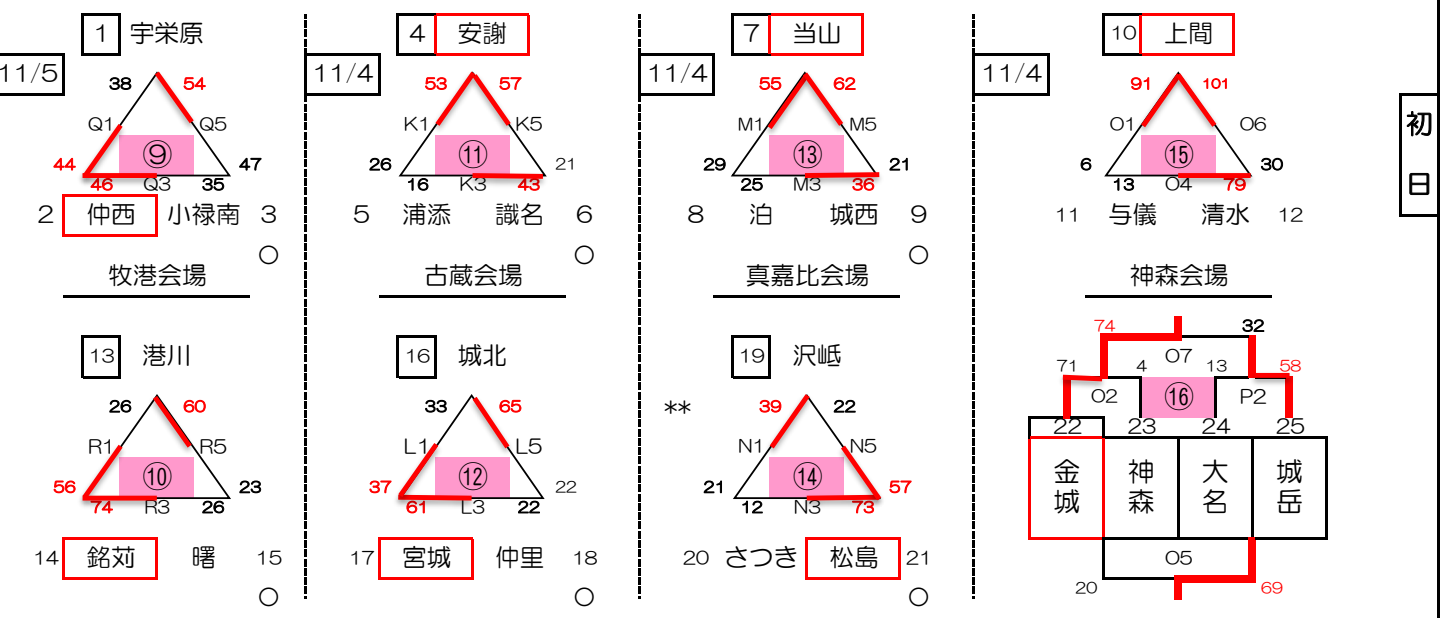 1 宇栄原 4 安謝 7 当山 10 上間
11/5 11/4 11/4 11/4
38 54 53 57 55 62 91 101
Q1 Q5 K1 K5 M1 M5 O1 O6
初日
44 ⑨ 47 26 ⑪ 21 29 ⑬ 21 6 ⑮ 30
46 Q3 35 16 K3 43 25 M3 36 13 O4 79
2 仲西 小禄南 3 5 浦添 識名 6 8 泊 城西 9 11 与儀 清水 12
○ ○ ○
牧港会場 古蔵会場 真嘉比会場 神森会場
13 港川 16 城北 19 沢岻
74 32
O7
71 4 13 58
O2 ⑯ P2
26 60 33 65 ** 39 22
22 23 24 25
R1 R5 L1 L5 N1 N5
金城 神森 大名 城岳
56 ⑩ 23 37 ⑫ 22 21 ⑭ 57
74 R3 26 61 L3 22 12 N3 73
14 銘苅 曙 15 17 宮城 仲里 18 20 さつき 松島 21
O5
20 69
○ ○ ○